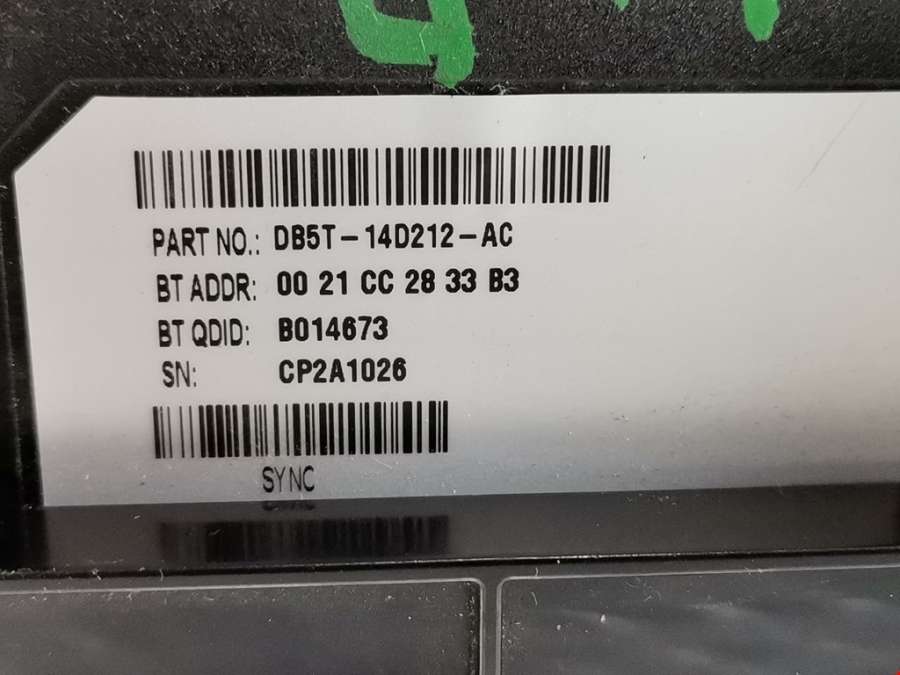 PART NO.: DB5T-14D212-AC
BT ADDR: 00 21 CC 28 33 B3
BT QDID: B014673
SN: CP2A1026
SYNC